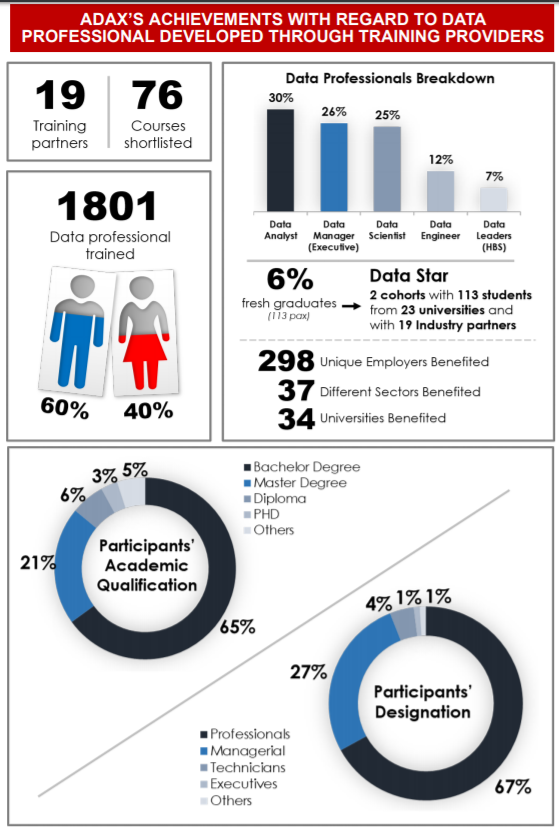 ADAX'S ACHIEVEMENTS WITH REGARD TO DATA
PROFESSIONAL DEVELOPED THROUGH TRAINING PROVIDERS
19
Training
partners
76
Courses
shortlisted
1801
Data professional
trained
60%
40%
Data Professionals Breakdown
30%
26%
25%
12%
7%
Data
Analyst
Data
Manager
(Executive)
Data
Scientist
Data
Engineer
Data
Leaders
(HBS)
6%
fresh graduates
(113 pax)
Data Star
2 cohorts with 113 students
from 23 universities and
with 19 Industry partners
298 Unique Employers Benefited
37 Different Sectors Benefited
34 Universities Benefited
Participants'
Academic
Qualification
65%
21%
6%
3%
5%
Bachelor Degree
Master Degree
Diploma
PHD
Others
Participants'
Designation
67%
27%
4%
1%
1%
Professionals
Managerial
Technicians
Executives
Others